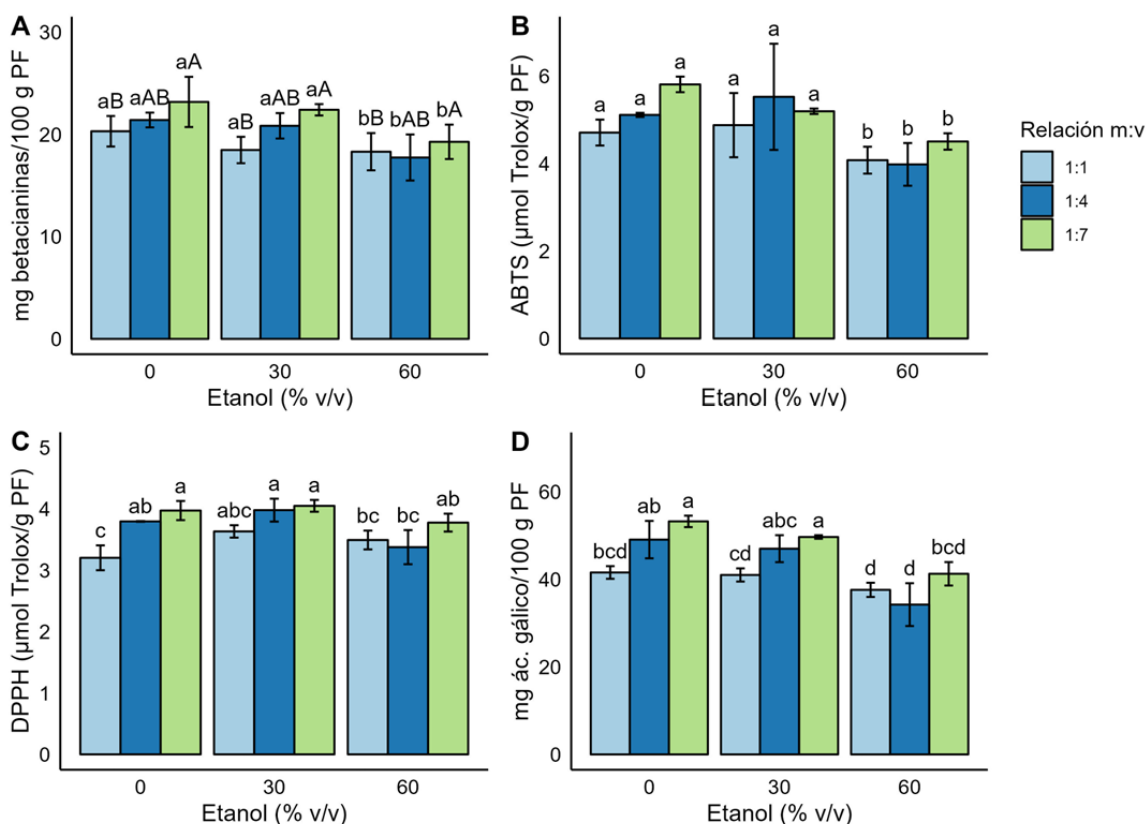 A
mg betacianinas/100 g PF
30
20
10
0
aB aAB aA aB aAB aA bB bAB bA
0 30 60
Etanol (% v/v)
B
ABTS (µmol Trolox/g PF)
6
4
2
0
a a a a a a b b b
0 30 60
Etanol (% v/v)
Relación m:v
1:1
1:4
1:7
C
DPPH (µmol Trolox/g PF)
5
4
3
2
1
0
c ab a abc a a bc bc ab
0 30 60
Etanol (% v/v)
D
mg ác. gálico/100 g PF
60
40
20
0
bcd ab a cd abc a d d bcd
0 30 60
Etanol (% v/v)